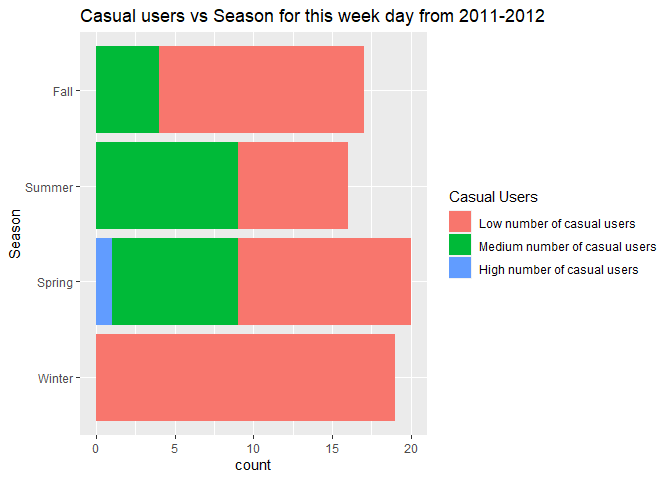 Casual users vs Season for this week day from 2011-2012
Fall
Summer
Spring
Winter
Season
0 5 10 15 20
count
Casual Users
Low number of casual users
Medium number of casual users
High number of casual users